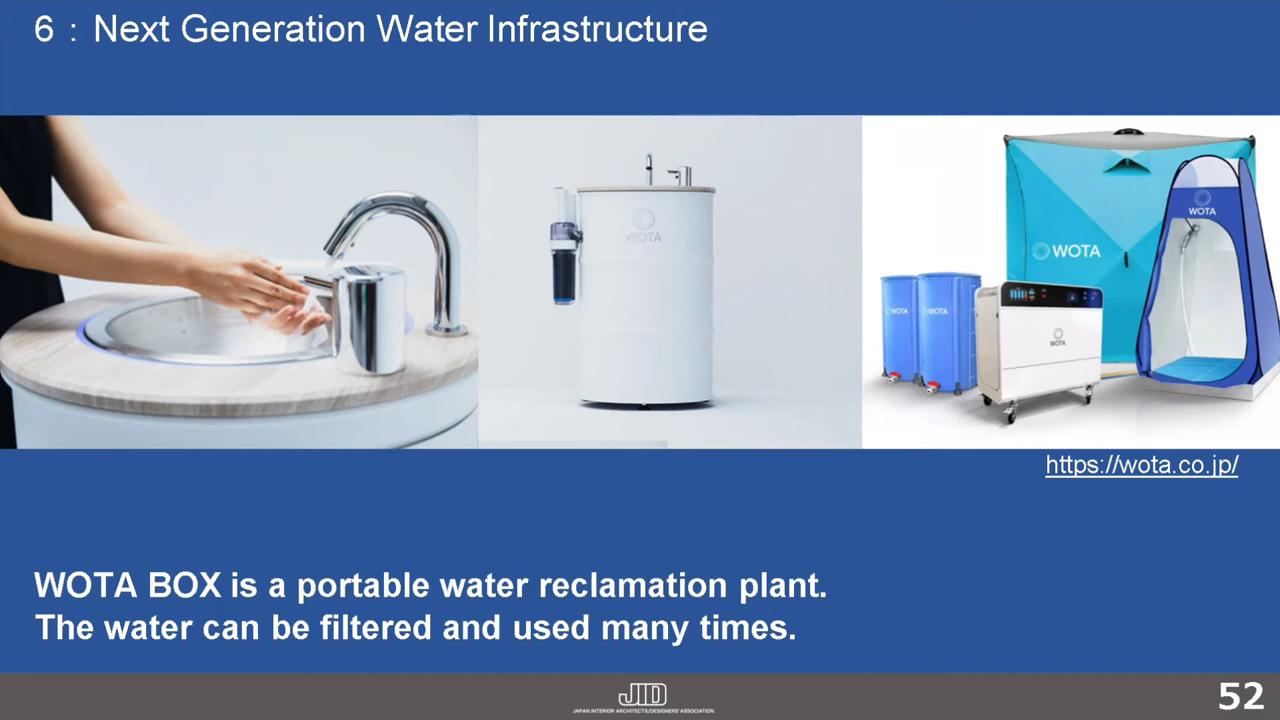 6：Next Generation Water Infrastructure
WOTA
WOTA
WOTA
WOTA
WOTA
WOTA
https://wota.co.jp/
WOTA BOX is a portable water reclamation plant.
The water can be filtered and used many times.
JID
JAPAN INTERIOR ARCHITECTS/DESIGNERS' ASSOCIATION
52